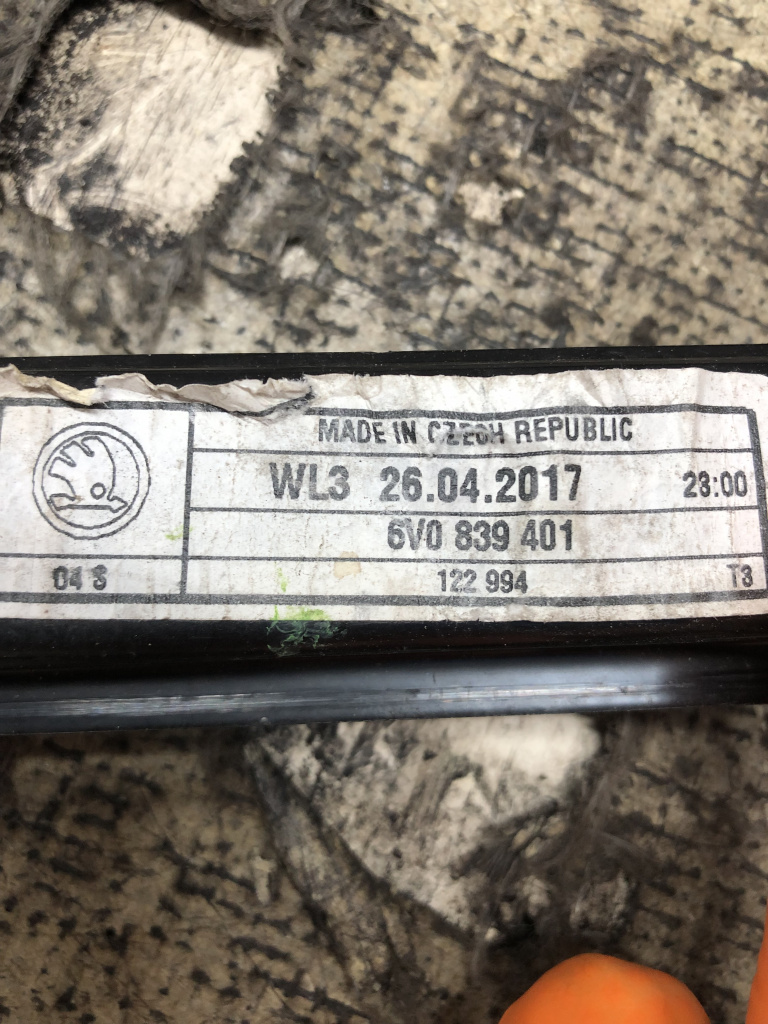 MADE IN CZECH REPUBLIC
WL3 26.04.2017 23:00
6V0 839 401
04 S 122 994 T3